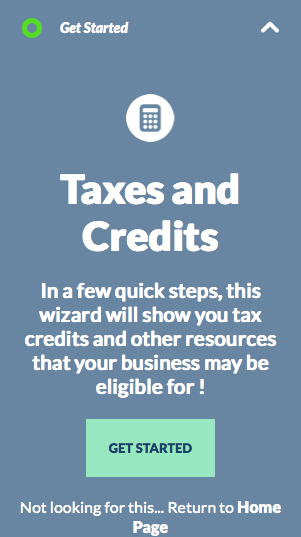 Get Started
Taxes and
Credits
In a few quick steps, this
wizard will show you tax
credits and other resources
that your business may be
eligible for !
GET STARTED
Not looking for this... Return to Home
Page